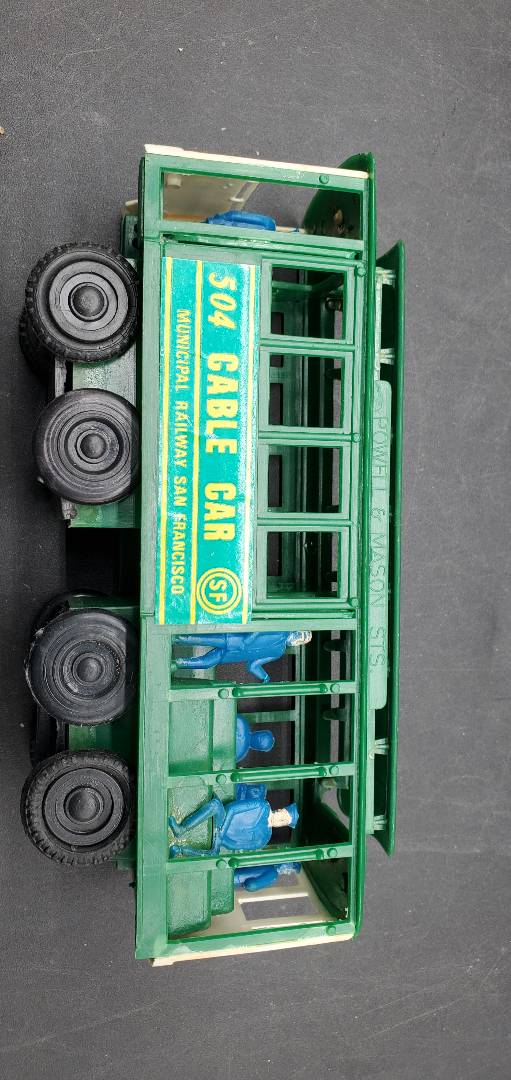 POWELL & MASON STS.
504 CABLE CAR
SF
MUNICIPAL RAILWAY SAN FRANCISCO